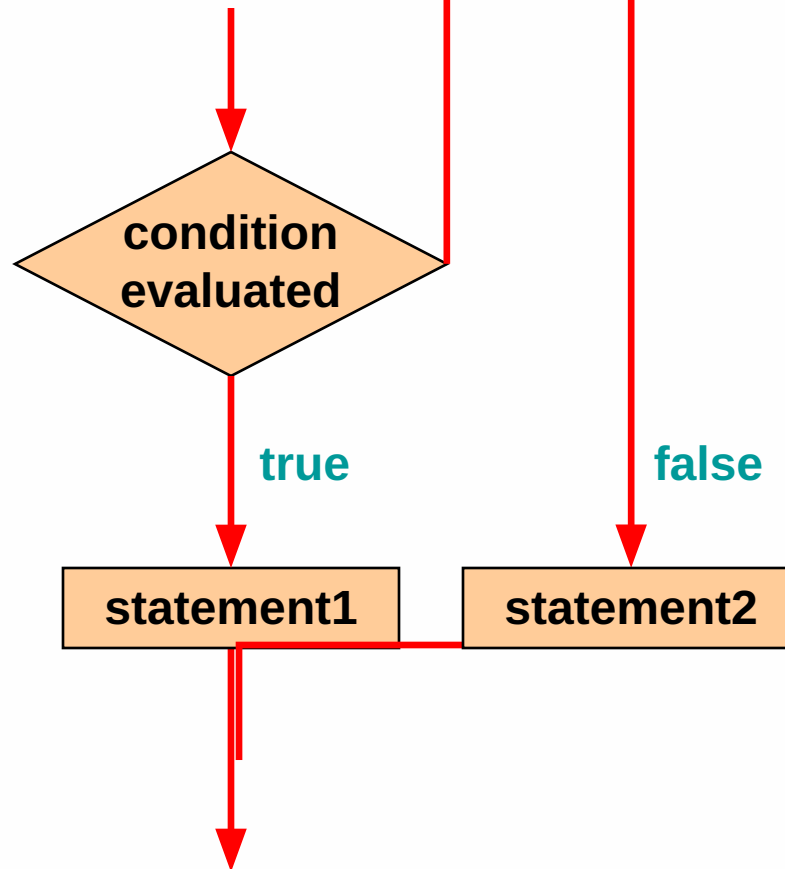 condition
evaluated
true
false
statement1
statement2